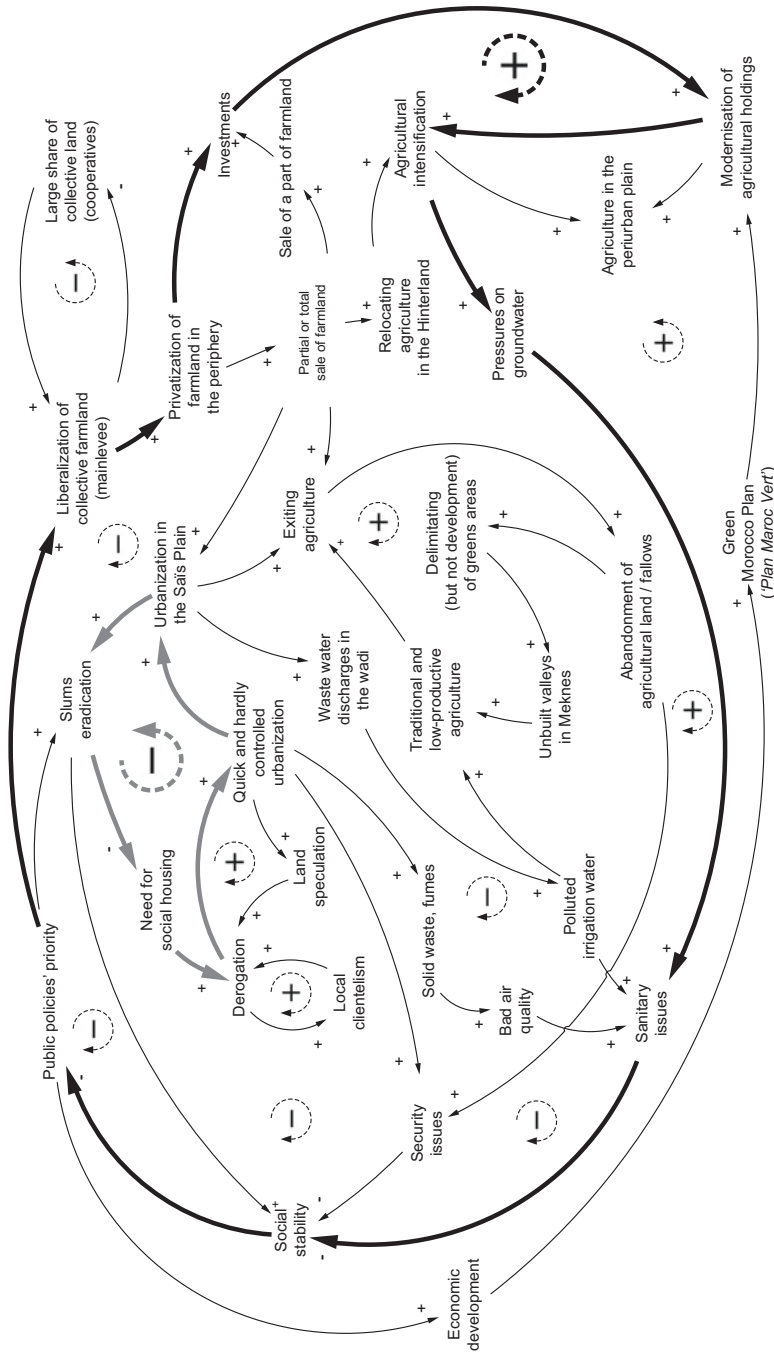 Public policies' priority
Slums
eradication
Liberalization of
collective farmland
(mainlevee)
Large share of
collective land
(cooperatives)
Need for
social housing
Urbanization in
the Saïs Plain
Privatization of
farmland in
the periphery
Investments
Social
stability
Derogation
Quick and hardly
controlled
urbanization
Land
speculation
Local
clientelism
Waste water
discharges in
the wadi
Exiting
agriculture
Partial or total
sale of farmland
Sale of a part of farmland
Relocating
agriculture
in the Hinterland
Agricultural
intensification
Security
issues
Solid waste, fumes
Traditional and
low-productive
agriculture
Delimitating
(but not development)
of greens areas
Economic
development
Bad air
quality
Polluted
irrigation water
Unbuilt valleys
in Meknes
Pressures on
groundwater
Agriculture in the
periurban plain
Sanitary
issues
Abandonment of
agricultural land / fallows
Green
Morocco Plan
('Plan Maroc Vert')
Modernisation of
agricultural holdings